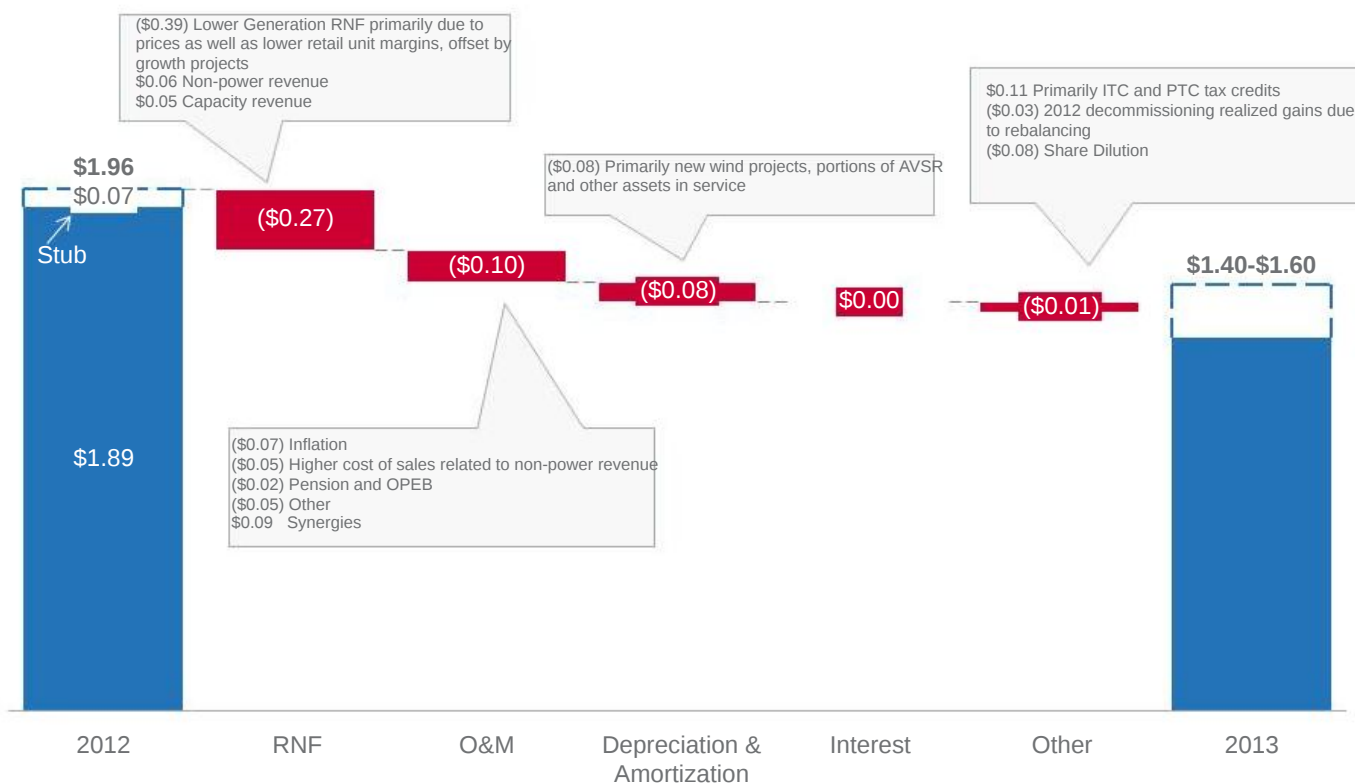 ($0.39) Lower Generation RNF primarily due to
prices as well as lower retail unit margins, offset by
growth projects
$0.06 Non-power revenue
$0.05 Capacity revenue
$0.11 Primarily ITC and PTC tax credits
($0.03) 2012 decommissioning realized gains due
to rebalancing
($0.08) Share Dilution
($0.08) Primarily new wind projects, portions of AVSR
and other assets in service
$1.96
$0.07
Stub
($0.27)
($0.10)
($0.08)
$0.00
($0.01)
$1.40-$1.60
($0.07) Inflation
($0.05) Higher cost of sales related to non-power revenue
($0.02) Pension and OPEB
($0.05) Other
$0.09 Synergies
$1.89
2012
RNF
O&M
Depreciation &
Amortization
Interest
Other
2013